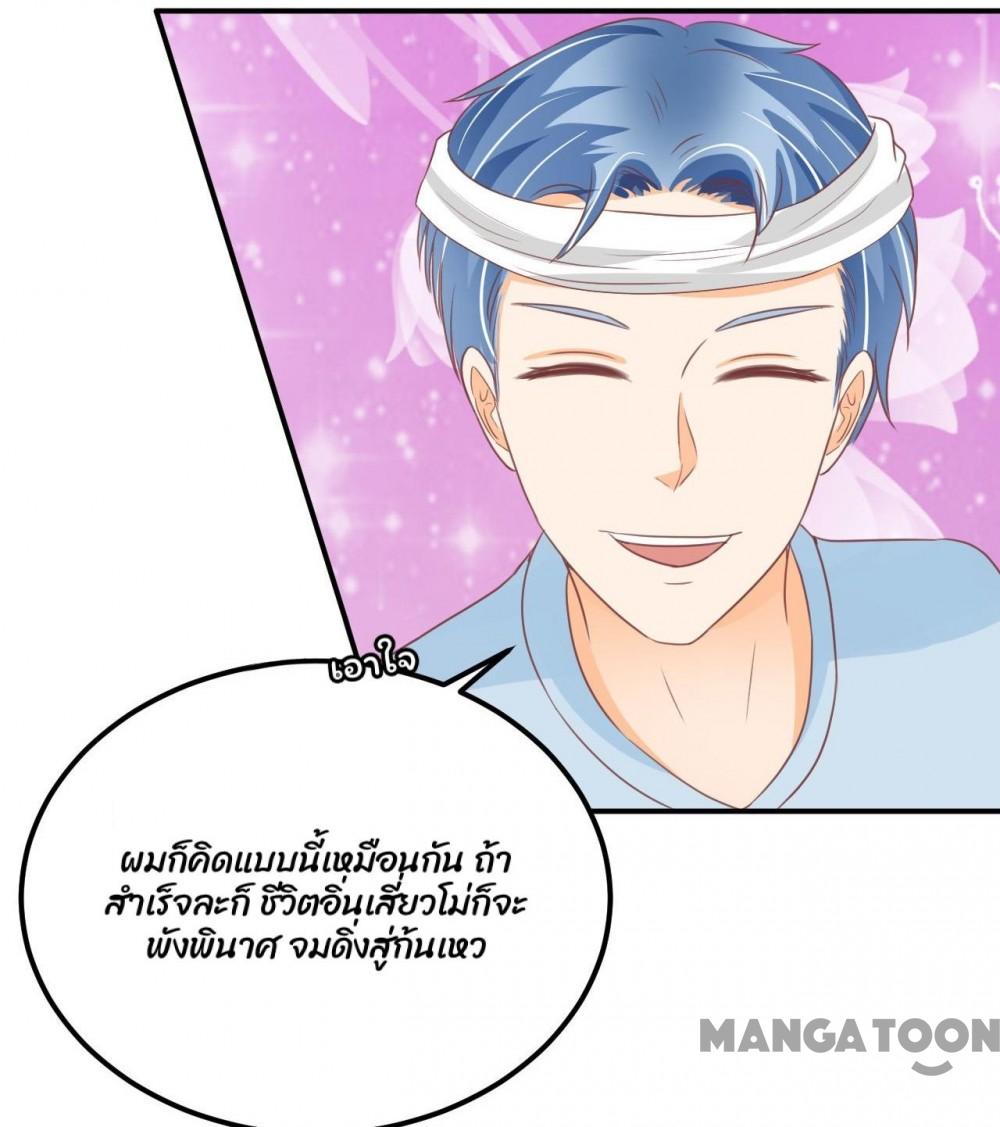 เอาใจ
ผมก็คิดแบบนี้เหมือนกัน ถ้า
สำเร็จละก็ ชีวิตอิ่นเสี่ยวโม่ก็จะ
พังพินาศ จมดิ่งสู่ก้นเหว
MANGATOON